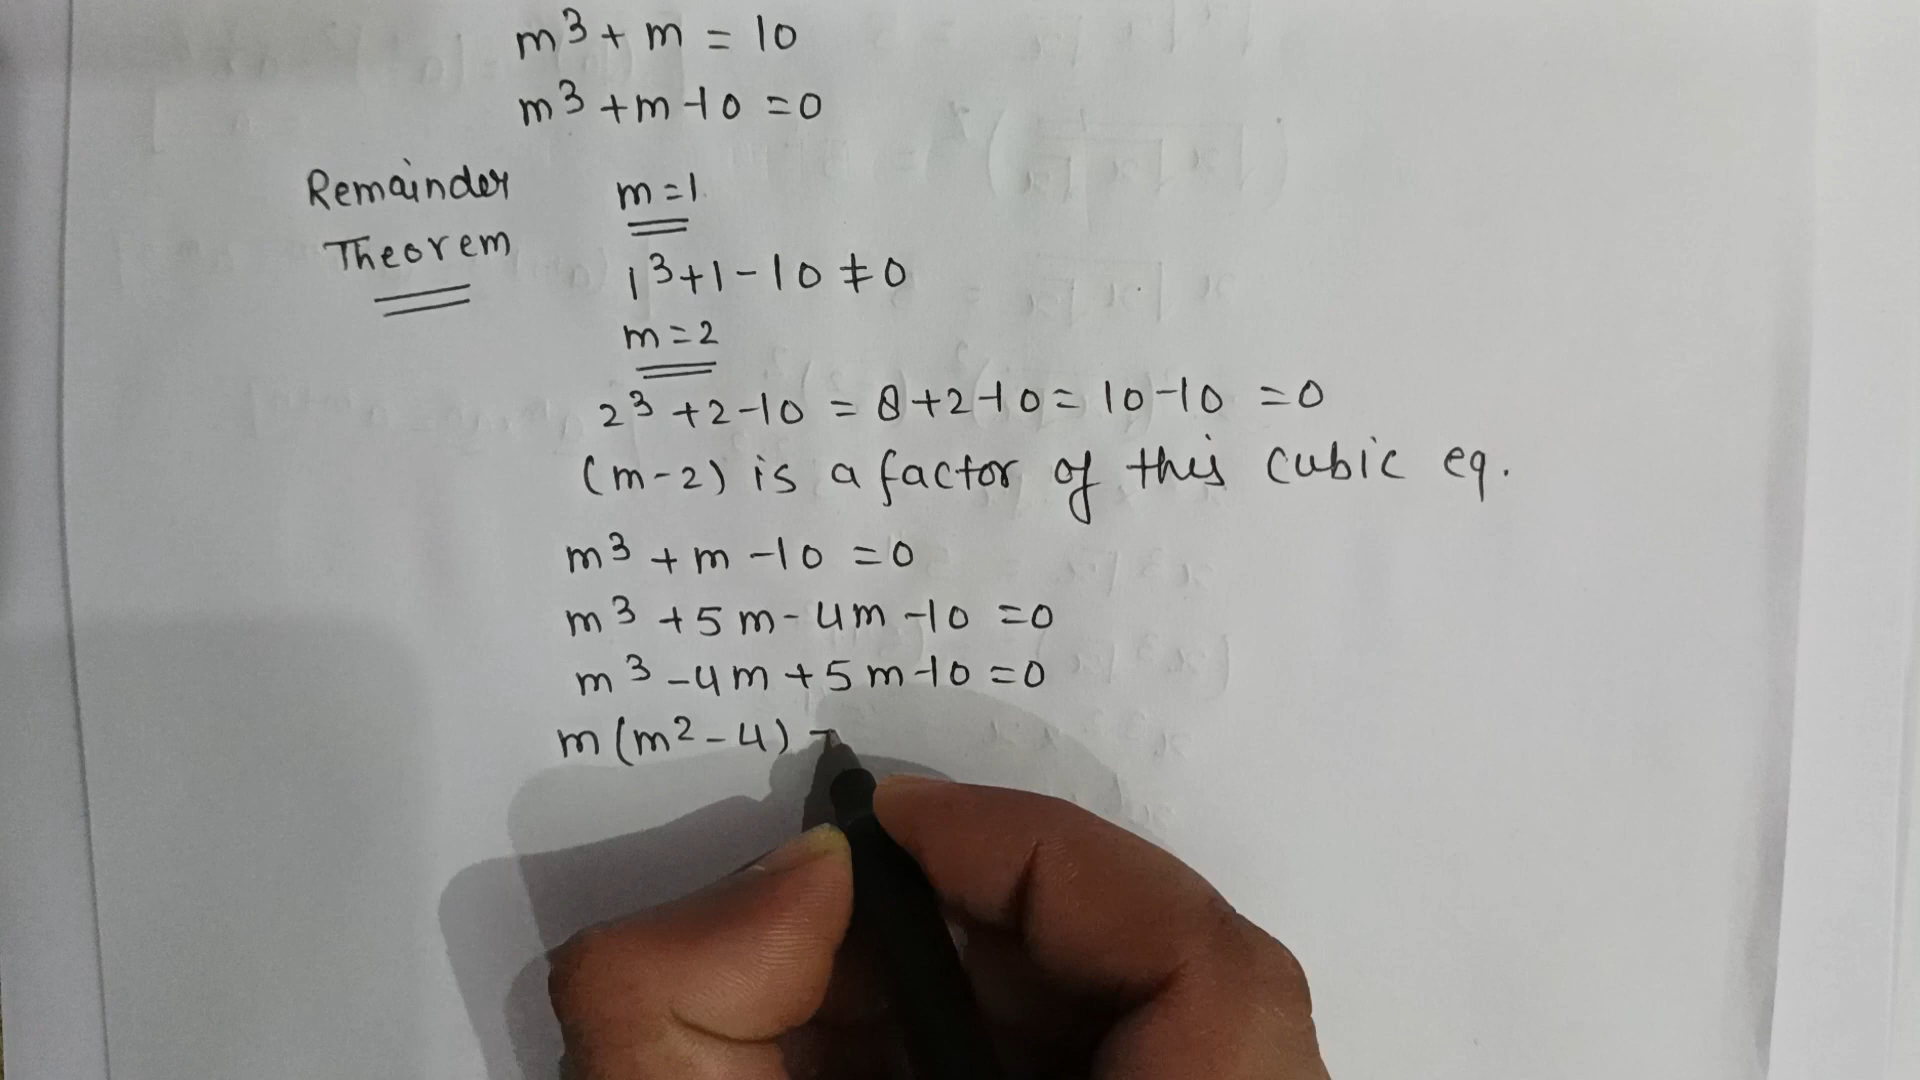 m³ + m = 10
m³ + m - 10 = 0
Remainder Theorem
m = 1
1³ + 1 - 10 ≠ 0
m = 2
2³ + 2 - 10 = 8 + 2 - 10 = 10 - 10 = 0
(m - 2) is a factor of this cubic eq.
m³ + m - 10 = 0
m³ + 5m - 4m - 10 = 0
m³ - 4m + 5m - 10 = 0
m(m² - 4)